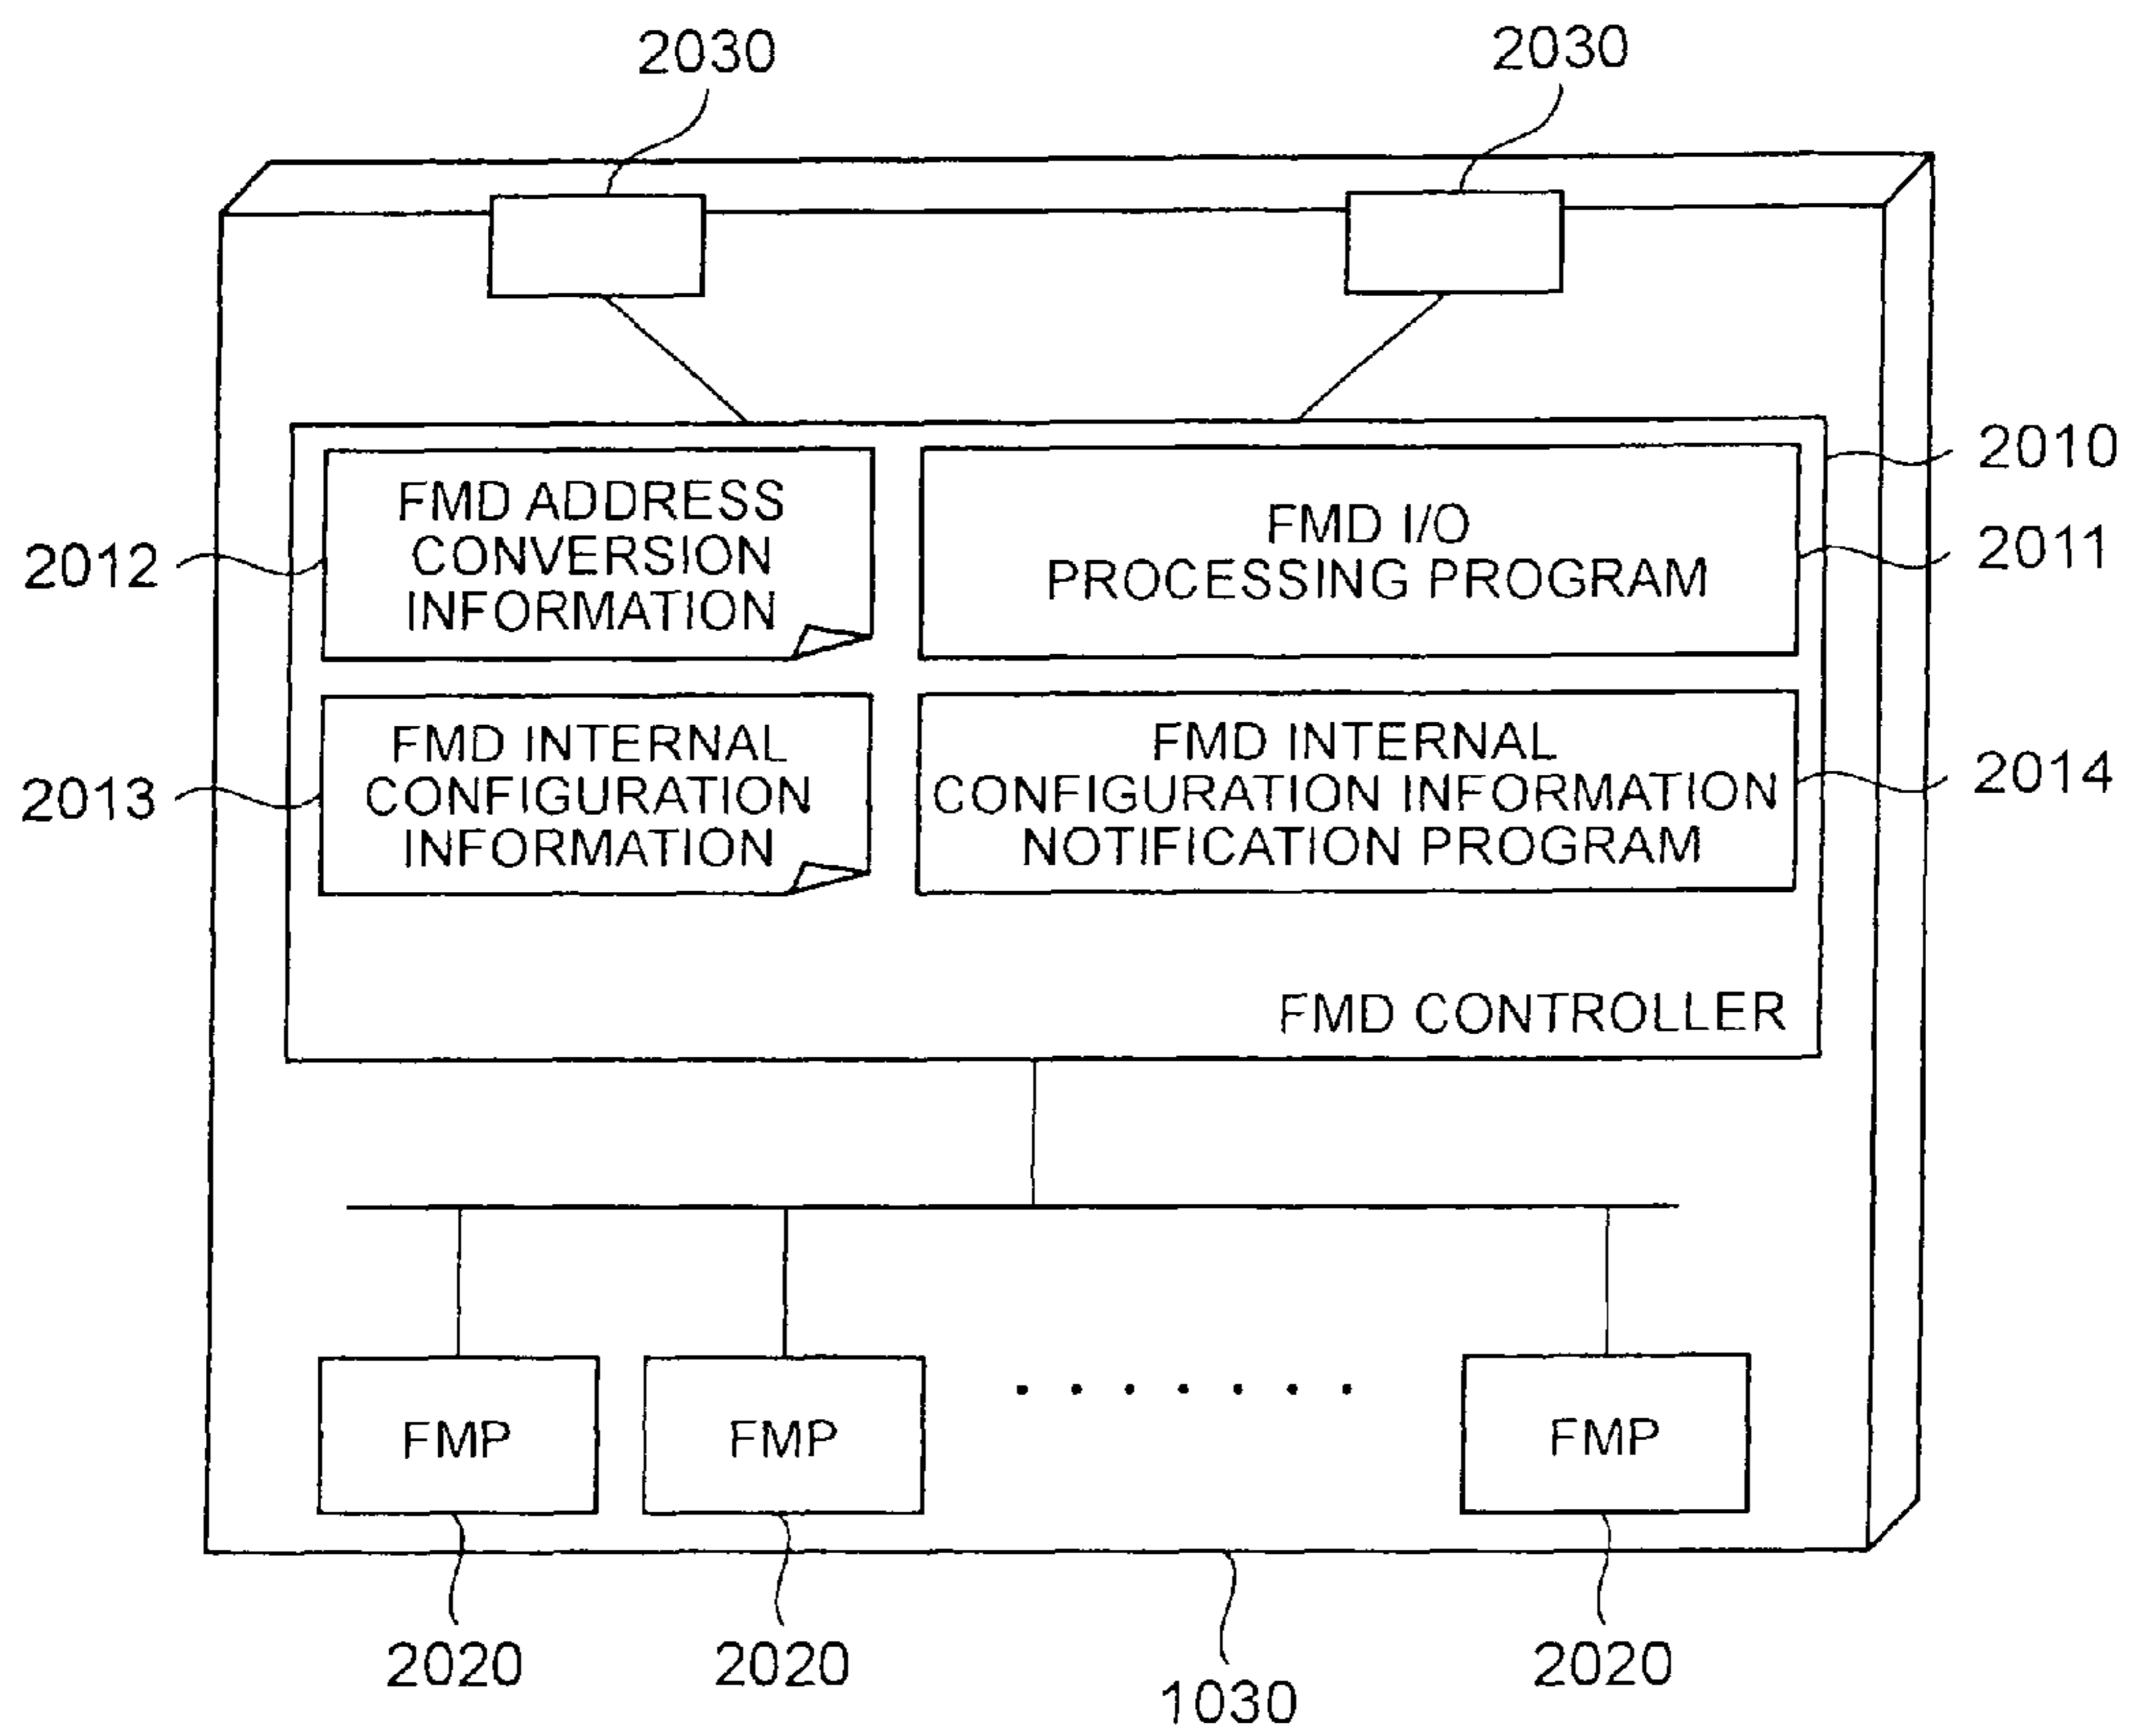 2030
2030
2010
FMD ADDRESS
CONVERSION
INFORMATION
2012
FMD I/O
PROCESSING PROGRAM
2011
FMD INTERNAL
CONFIGURATION
INFORMATION
2013
FMD INTERNAL
CONFIGURATION INFORMATION
NOTIFICATION PROGRAM
2014
FMD CONTROLLER
FMP
FMP
FMP
2020
2020
2020
1030